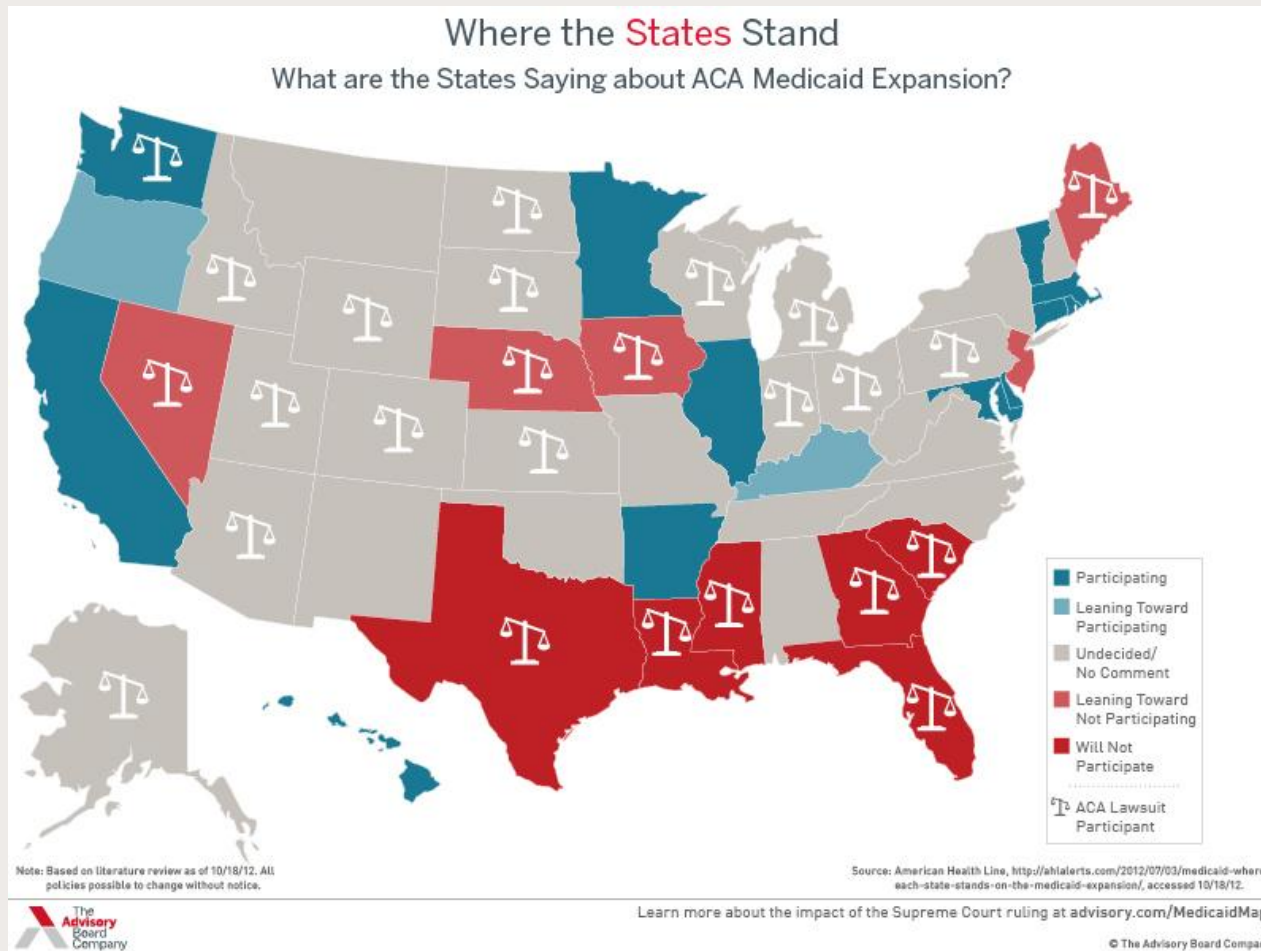 Where the States Stand
What are the States Saying about ACA Medicaid Expansion?
Participating
Leaning Toward
Participating
Undecided/
No Comment
Leaning Toward
Not Participating
Will Not
Participate
ACA Lawsuit
Participant
Note: Based on literature review as of 10/18/12. All
policies possible to change without notice.
Source: American Health Line, http://ahlalerts.com/2012/07/03/medicaid-where
each-state-stands-on-the-medicaid-expansion/, accessed 10/18/12.
The
Advisory
Board
Company
Learn more about the impact of the Supreme Court ruling at advisory.com/MedicaidMap
© The Advisory Board Compan